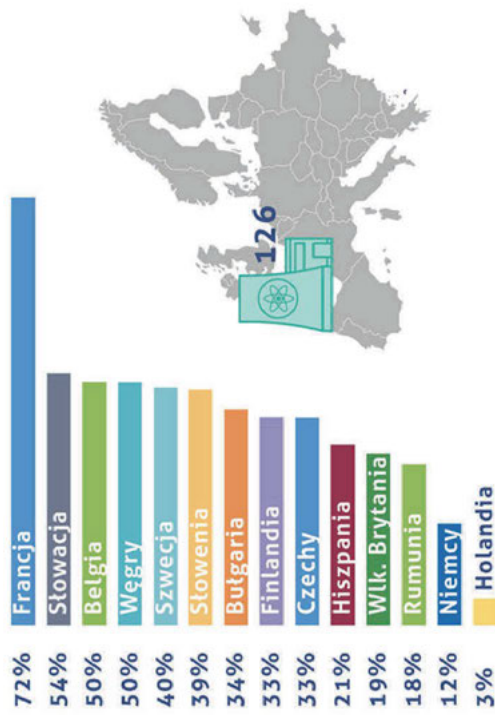 72% Francja
54% Słowacja
50% Belgia
50% Węgry
40% Szwecja
39% Słowenia
34% Bułgaria
33% Finlandia
33% Czechy
21% Hiszpania
19% Wlk. Brytania
18% Rumunia
12% Niemcy
3% Holandia
126